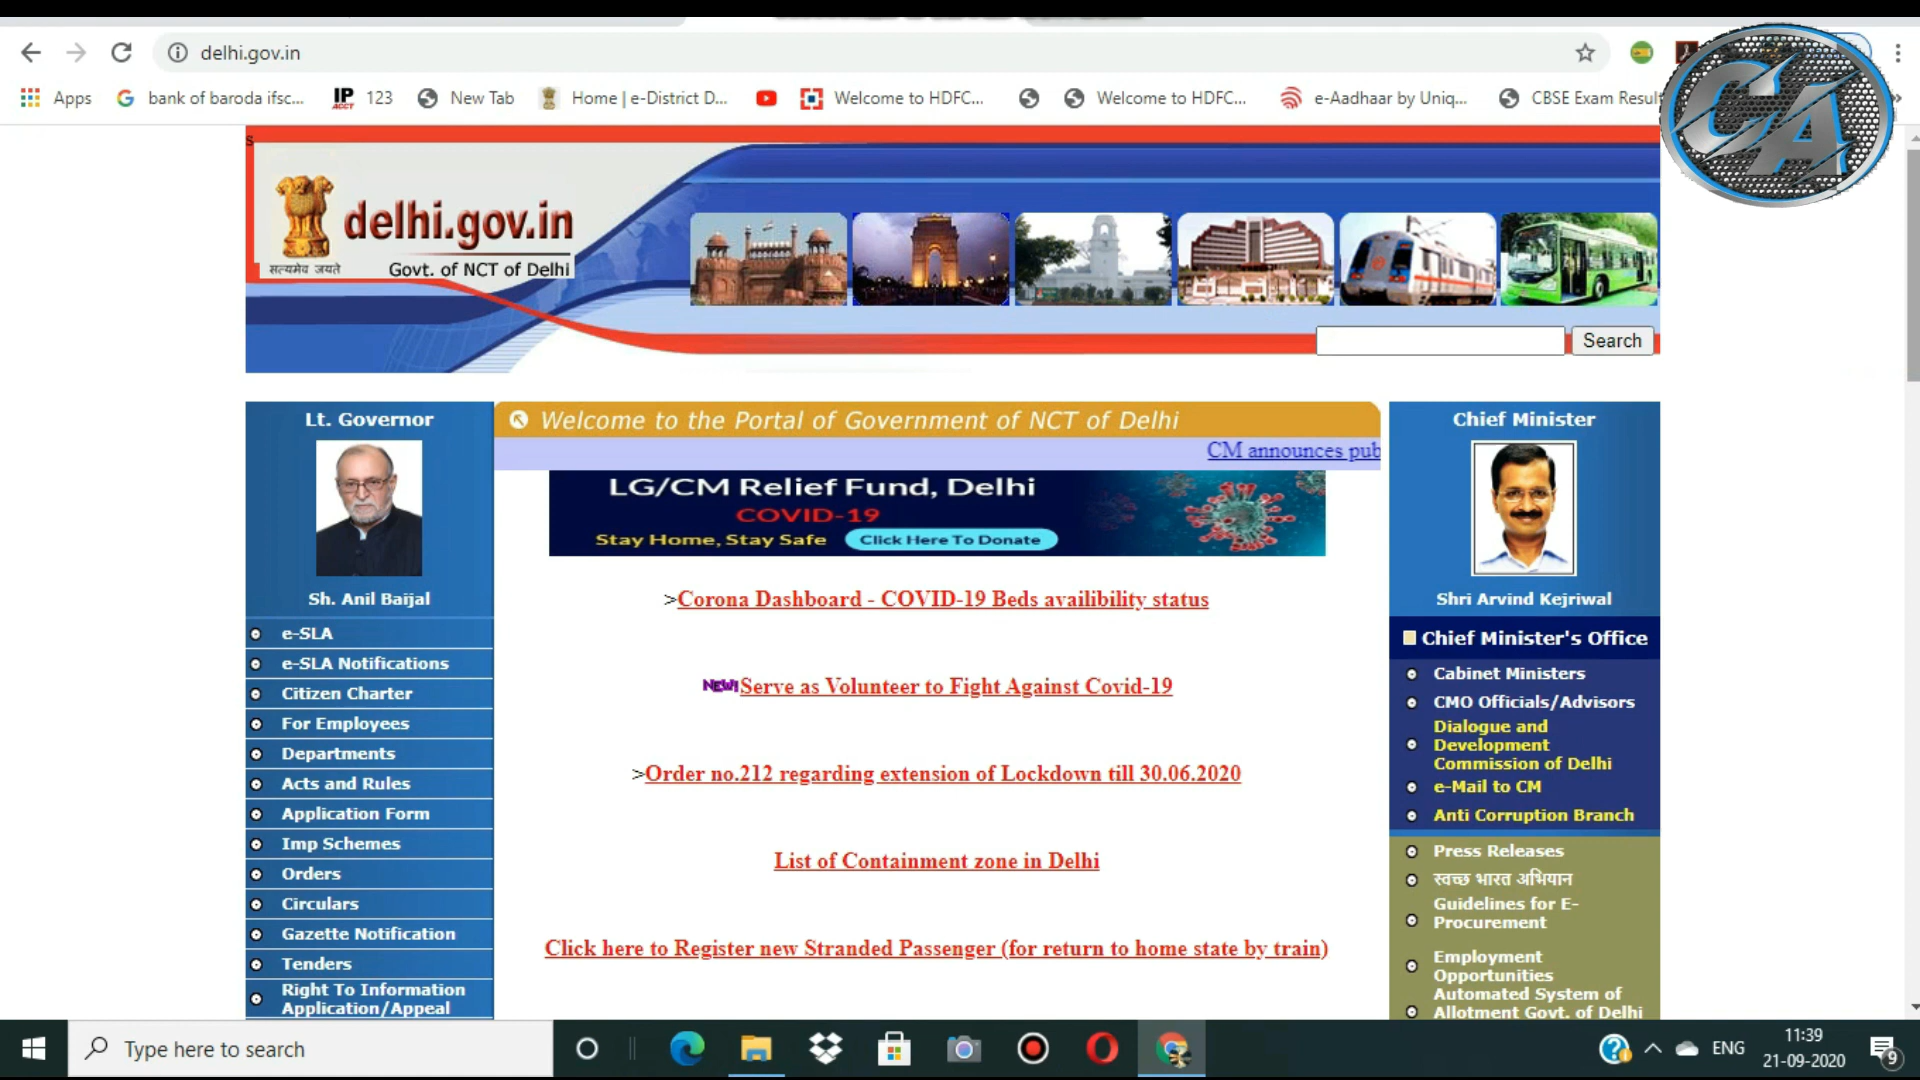 delhi.gov.in
Apps
bank of baroda ifsc...
IP
ACCT
123
New Tab
Home | e-District D...
Welcome to HDFC...
Welcome to HDFC...
e-Aadhaar by Uniq...
CBSE Exam Resul
CA
s
delhi.gov.in
सत्यमेव जयते
Govt. of NCT of Delhi
Search
Lt. Governor
Sh. Anil Baijal
e-SLA
e-SLA Notifications
Citizen Charter
For Employees
Departments
Acts and Rules
Application Form
Imp Schemes
Orders
Circulars
Gazette Notification
Tenders
Right To Information
Application/Appeal
Welcome to the Portal of Government of NCT of Delhi
CM announces pub
LG/CM Relief Fund, Delhi
COVID-19
Stay Home, Stay Safe
Click Here To Donate
>Corona Dashboard - COVID-19 Beds availibility status
NEW! Serve as Volunteer to Fight Against Covid-19
>Order no.212 regarding extension of Lockdown till 30.06.2020
List of Containment zone in Delhi
Click here to Register new Stranded Passenger (for return to home state by train)
Chief Minister
Shri Arvind Kejriwal
Chief Minister's Office
Cabinet Ministers
CMO Officials/Advisors
Dialogue and
Development
Commission of Delhi
e-Mail to CM
Anti Corruption Branch
Press Releases
स्वच्छ भारत अभियान
Guidelines for E-
Procurement
Employment
Opportunities
Automated System of
Allotment Govt. of Delhi
Type here to search
ENG
11:39
21-09-2020
9